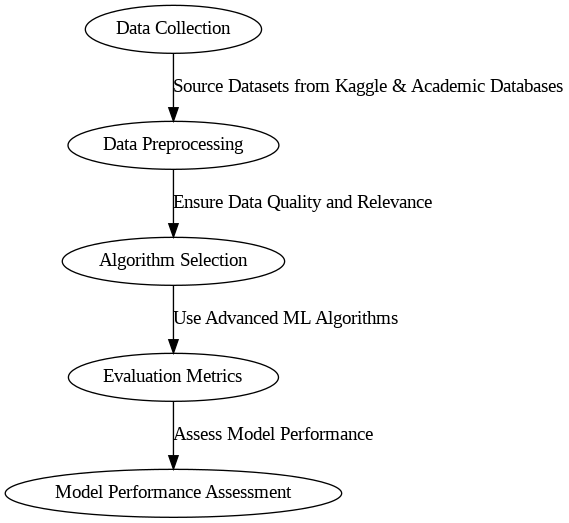 Data Collection
Source Datasets from Kaggle & Academic Databases
Data Preprocessing
Ensure Data Quality and Relevance
Algorithm Selection
Use Advanced ML Algorithms
Evaluation Metrics
Assess Model Performance
Model Performance Assessment